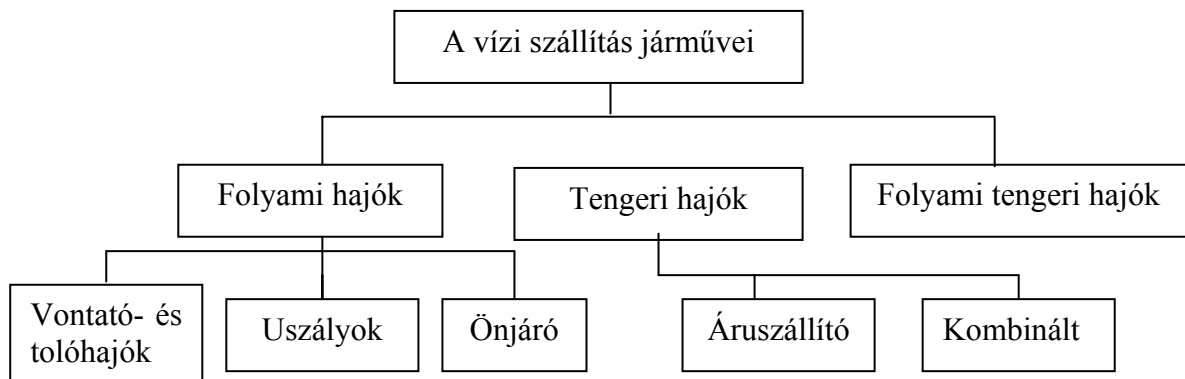 A vízi szállítás járművei
Folyami hajók
Tengeri hajók
Folyami tengeri hajók
Vontató- és
tolóhajók
Uszályok
Önjáró
Áruszállító
Kombinált